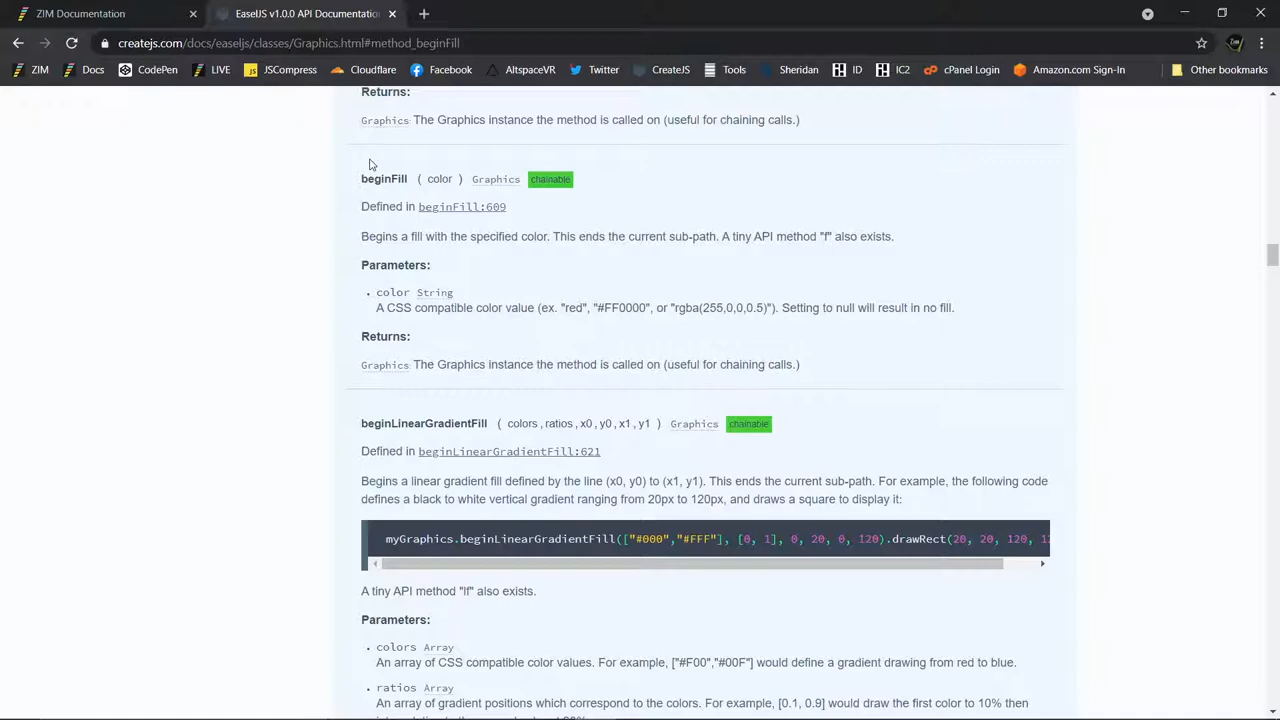 ZIM Documentation
EaselJS v1.0.0 API Documentation
createjs.com/docs/easeljs/classes/Graphics.html#method_beginFill
ZIM Docs CodePen LIVE JSCompress Cloudflare Facebook AltspaceVR Twitter CreateJS Tools Sheridan ID IC2 cPanel Login Amazon.com Sign-In Other bookmarks
Returns:
Graphics: The Graphics instance the method is called on (useful for chaining calls.)
beginFill ( color ) Graphics chainable
Defined in beginFill:609
Begins a fill with the specified color. This ends the current sub-path. A tiny API method "f" also exists.
Parameters:
color String
A CSS compatible color value (ex. "red", "#FF0000", or "rgba(255,0,0,0.5)"). Setting to null will result in no fill.
Returns:
Graphics: The Graphics instance the method is called on (useful for chaining calls.)
beginLinearGradientFill ( colors , ratios , x0 , y0 , x1 , y1 ) Graphics chainable
Defined in beginLinearGradientFill:621
Begins a linear gradient fill defined by the line (x0, y0) to (x1, y1). This ends the current sub-path. For example, the following code
defines a black to white vertical gradient ranging from 20px to 120px, and draws a square to display it:
myGraphics.beginLinearGradientFill(["#000","#FFF"], [0, 1], 0, 20, 0, 120).drawRect(20, 20, 120,
A tiny API method "lf" also exists.
Parameters:
colors Array
An array of CSS compatible color values. For example, ["#F00","#00F"] would define a gradient drawing from red to blue.
ratios Array
An array of gradient positions which correspond to the colors. For example, [0.1, 0.9] would draw the first color to 10% then